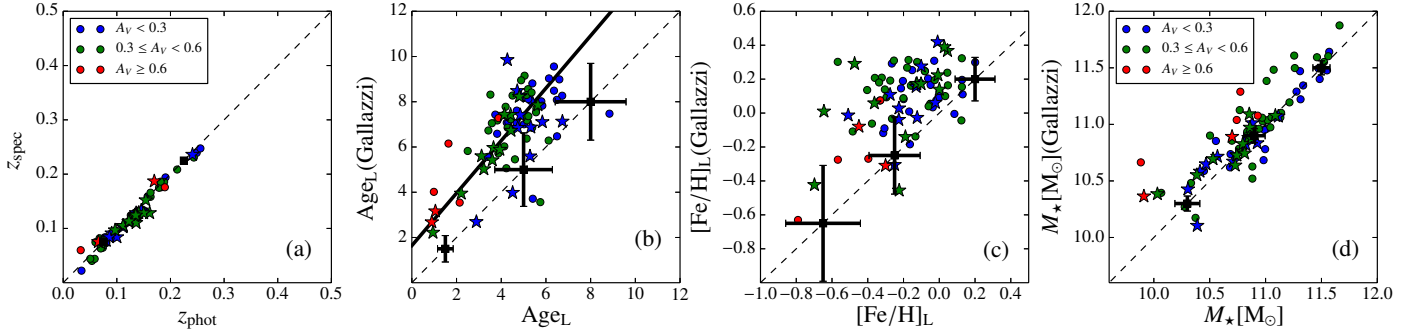 0.5
0.4
0.3
0.2
0.1
0.0 0.1 0.2 0.3 0.4 0.5
z_spec
z_phot
A_V < 0.3
0.3 ≤ A_V < 0.6
A_V ≥ 0.6
(a)
12
10
8
6
4
2
0 2 4 6 8 10 12
Age_L(Gallazzi)
Age_L
(b)
0.6
0.4
0.2
0.0
−0.2
−0.4
−0.6
−0.8
−1.0 −0.8 −0.6 −0.4 −0.2 0.0 0.2 0.4
[Fe/H]_L(Gallazzi)
[Fe/H]_L
(c)
12.0
11.5
11.0
10.5
10.0
10.0 10.5 11.0 11.5 12.0
M_⋆[M_⊙](Gallazzi)
M_⋆[M_⊙]
A_V < 0.3
0.3 ≤ A_V < 0.6
A_V ≥ 0.6
(d)